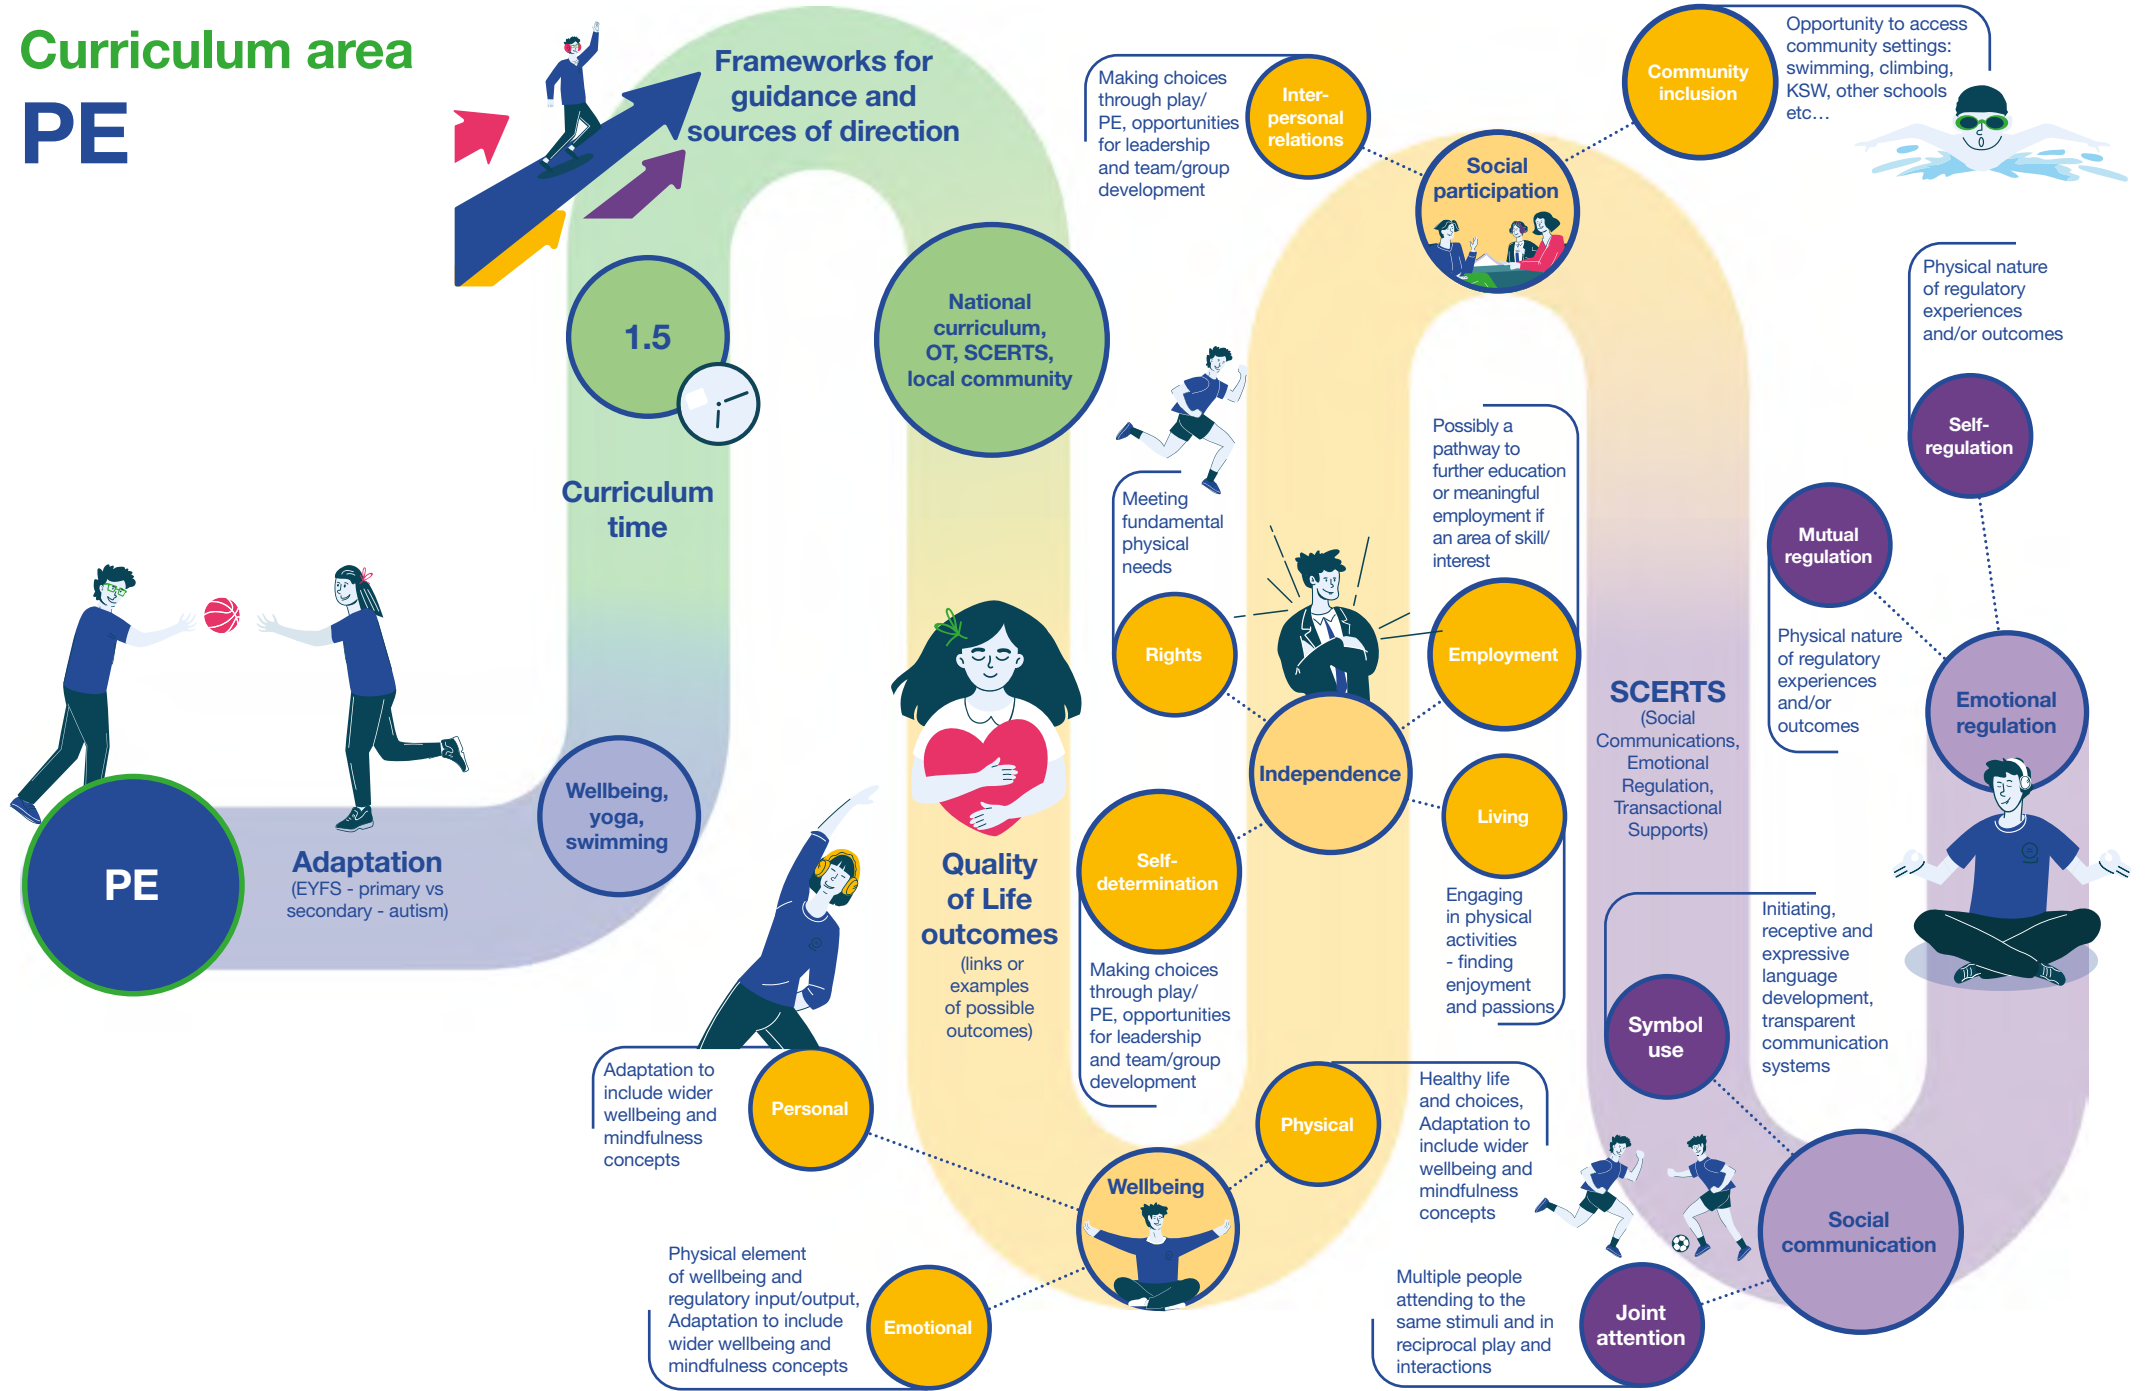 Curriculum area
PE
PE
Adaptation
(EYFS - primary vs
secondary - autism)
Wellbeing,
yoga,
swimming
Curriculum
time
1.5
Frameworks for
guidance and
sources of direction
National
curriculum,
OT, SCERTS,
local community
Quality
of Life
outcomes
(links or
examples
of possible
outcomes)
Personal
Adaptation to
include wider
wellbeing and
mindfulness
concepts
Emotional
Physical element
of wellbeing and
regulatory input/output,
Adaptation to include
wider wellbeing and
mindfulness concepts
Wellbeing
Physical
Healthy life
and choices,
Adaptation to
include wider
wellbeing and
mindfulness
concepts
Independence
Self-
determination
Making choices
through play/
PE, opportunities
for leadership
and team/group
development
Rights
Meeting
fundamental
physical
needs
Employment
Possibly a
pathway to
further education
or meaningful
employment if
an area of skill/
interest
Living
Engaging
in physical
activities
- finding
enjoyment
and passions
Social
participation
Inter-
personal
relations
Making choices
through play/
PE, opportunities
for leadership
and team/group
development
Community
inclusion
Opportunity to access
community settings:
swimming, climbing,
KSW, other schools
etc…
SCERTS
(Social
Communications,
Emotional
Regulation,
Transactional
Supports)
Social
communication
Symbol
use
Initiating,
receptive and
expressive
language
development,
transparent
communication
systems
Joint
attention
Multiple people
attending to the
same stimuli and in
reciprocal play and
interactions
Emotional
regulation
Mutual
regulation
Physical nature
of regulatory
experiences
and/or
outcomes
Self-
regulation
Physical nature
of regulatory
experiences
and/or outcomes